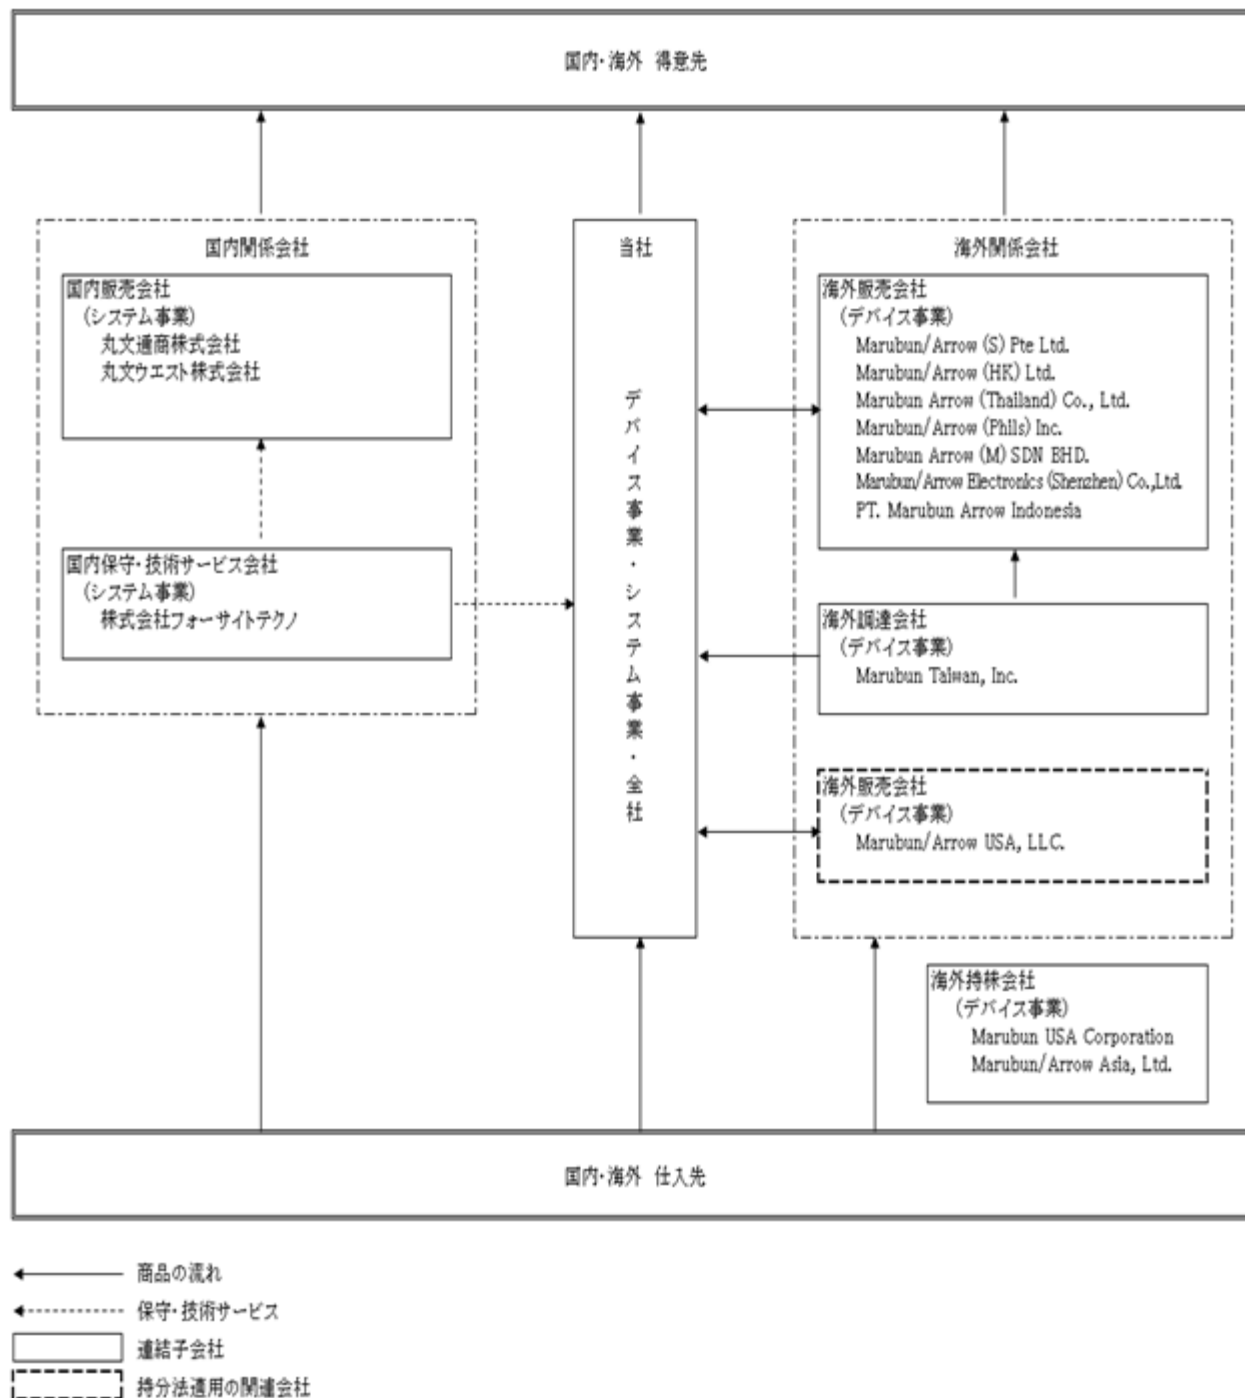 国内・海外 得意先
国内関係会社
国内販売会社
（システム事業）
丸文通商株式会社
丸文ウエスト株式会社
国内保守・技術サービス会社
（システム事業）
株式会社フォーサイトテクノ
当社
デバイス事業・システム事業・全社
海外関係会社
海外販売会社
（デバイス事業）
Marubun/Arrow (S) Pte Ltd.
Marubun/Arrow (HK) Ltd.
Marubun Arrow (Thailand) Co., Ltd.
Marubun/Arrow (Phils) Inc.
Marubun Arrow (M) SDN BHD.
Marubun/Arrow Electronics (Shenzhen) Co.,Ltd.
PT. Marubun Arrow Indonesia
海外調達会社
（デバイス事業）
Marubun Taiwan, Inc.
海外販売会社
（デバイス事業）
Marubun/Arrow USA, LLC.
海外持株会社
（デバイス事業）
Marubun USA Corporation
Marubun/Arrow Asia, Ltd.
国内・海外 仕入先
商品の流れ
保守・技術サービス
連結子会社
持分法適用の関連会社